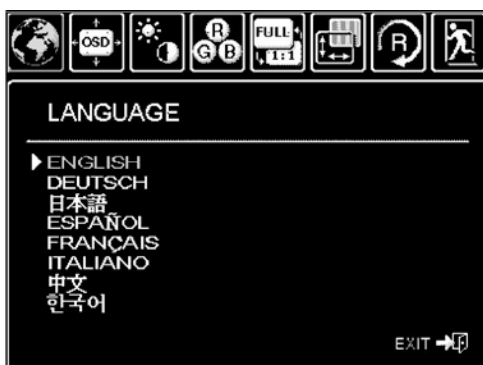 OSD
R
G B
FULL
1:1
R
LANGUAGE
ENGLISH
DEUTSCH
日本語
ESPAÑOL
FRANÇAIS
ITALIANO
中文
한국어
EXIT